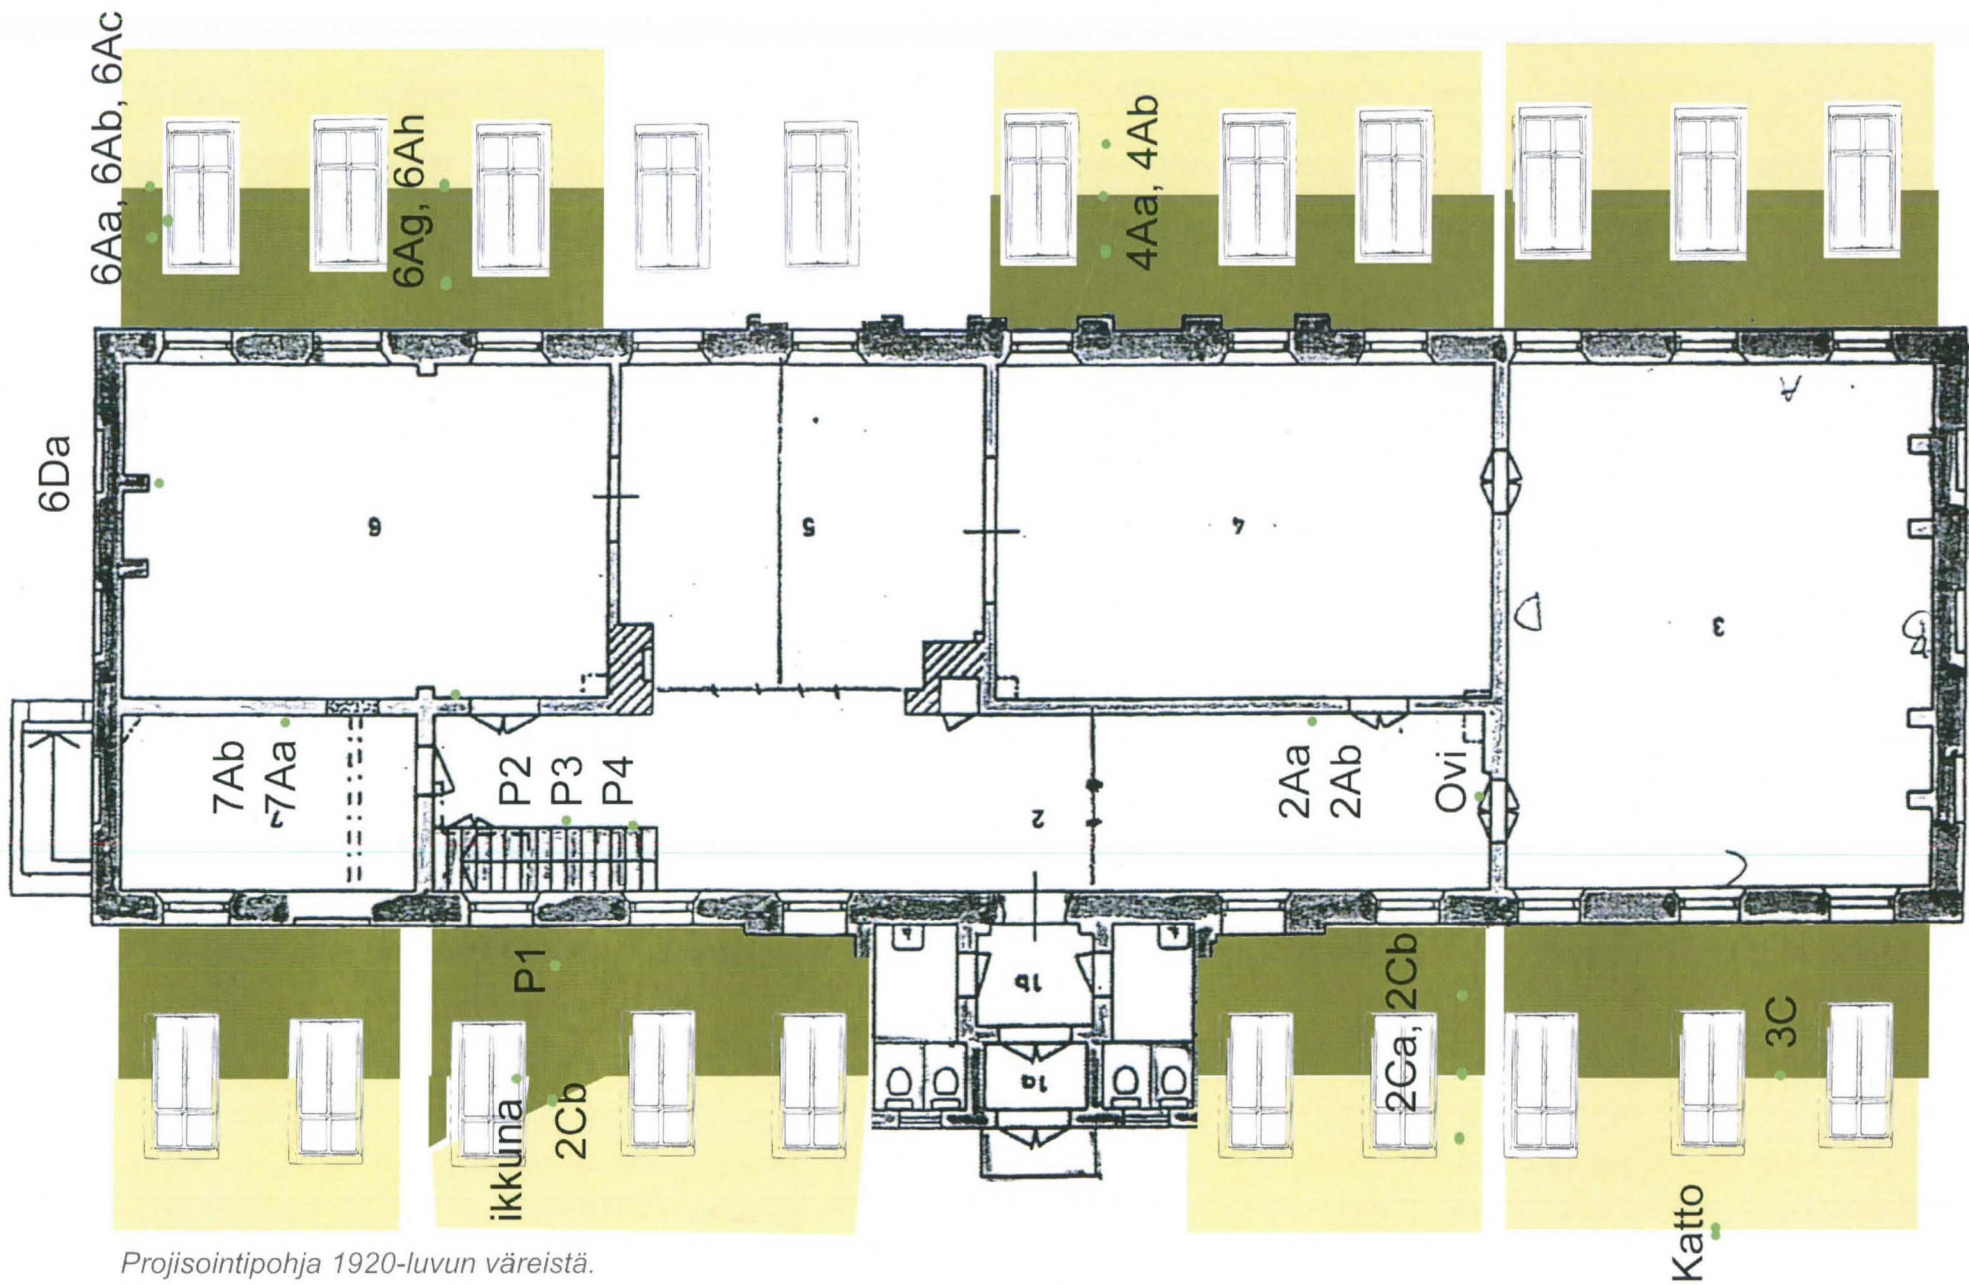 6Aa, 6Ab, 6Ac
6Ag, 6Ah
4Aa, 4Ab
6Da
6
5
4
3
A
D
B
C
7Ab
7Aa
7
P2
P3
P4
2
2Aa
2Ab
Ovi
P1
ikkuna
2Cb
1b
1a
2Ca, 2Cb
3C
Katto
Projisointipohja 1920-luvun väreistä.